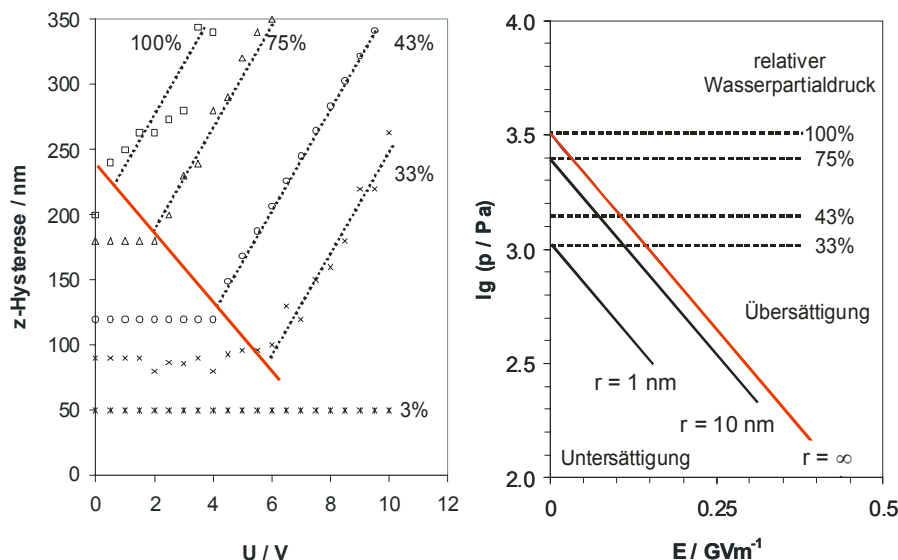 z-Hysterese / nm
350
300
250
200
150
100
50
0
100%
75%
43%
33%
3%
0
2
4
6
8
10
12
U / V
lg (p / Pa)
4.0
3.5
3.0
2.5
2.0
relativer
Wasserpartialdruck
100%
75%
43%
33%
Übersättigung
r = 1 nm
r = 10 nm
Untersättigung
r = ∞
0
0.25
0.5
E / GVm⁻¹